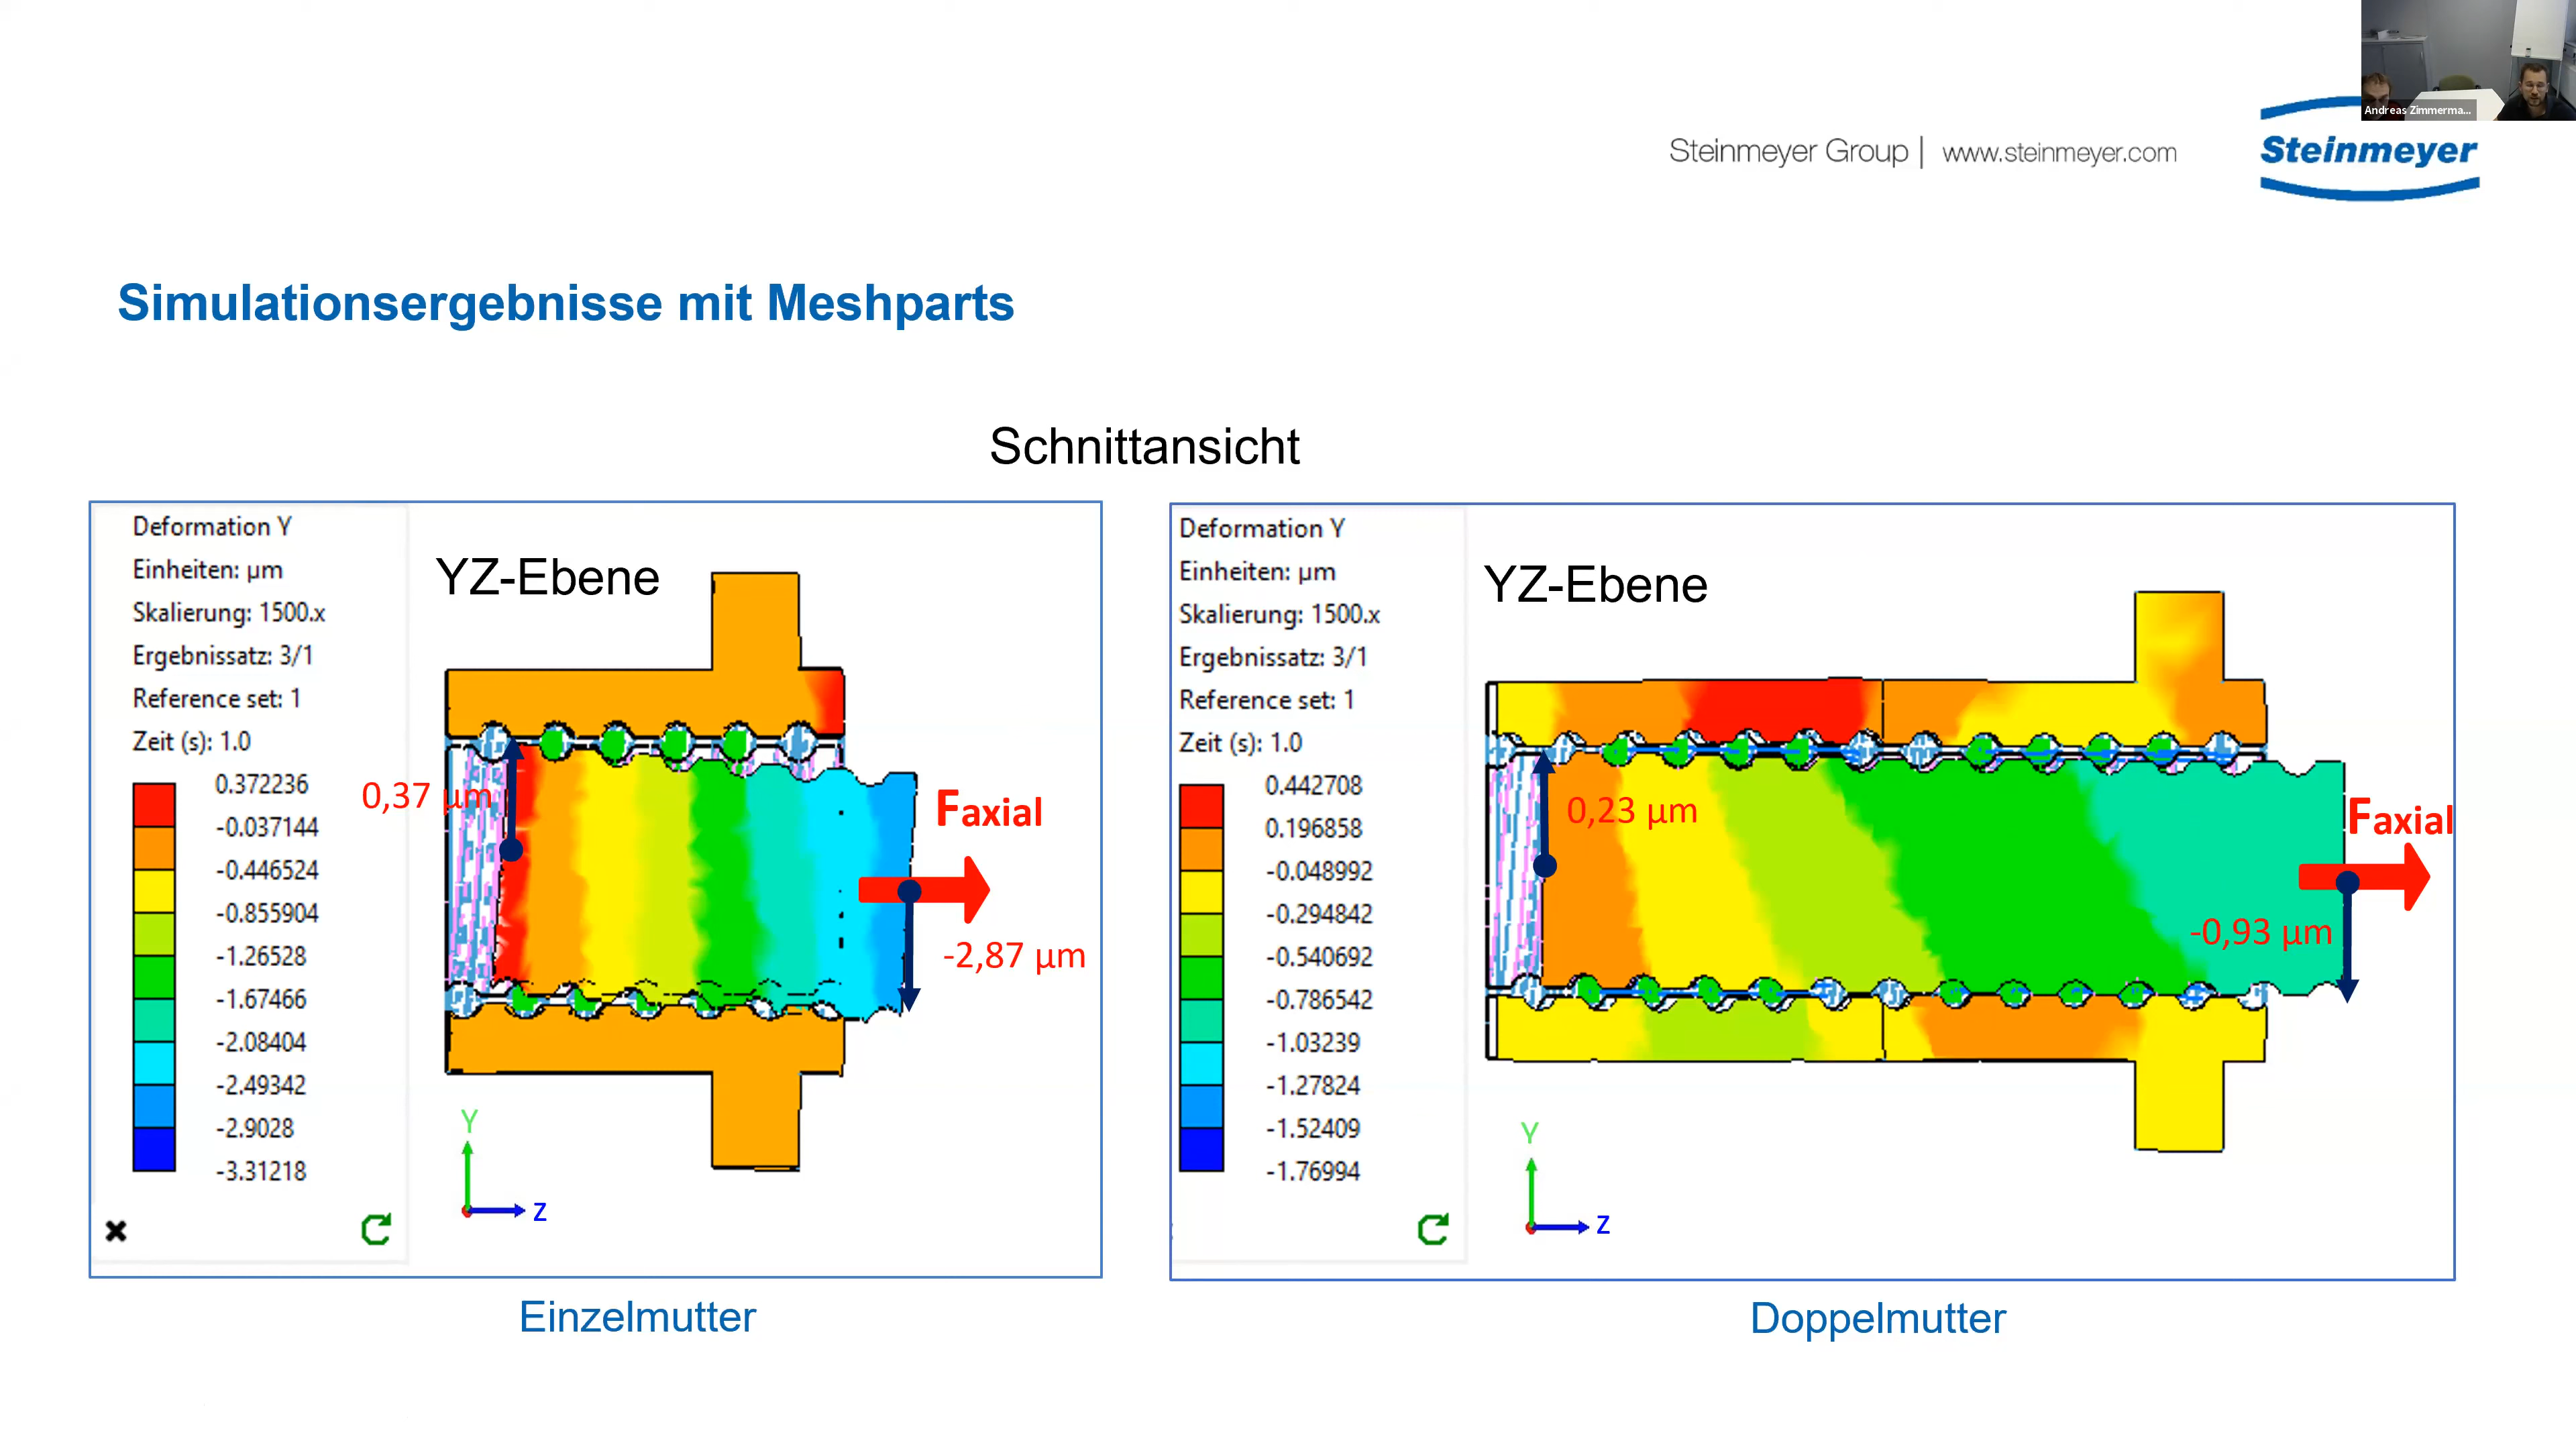 Andreas Zimmerma...
Steinmeyer Group | www.steinmeyer.com
Steinmeyer
Simulationsergebnisse mit Meshparts
Schnittansicht
Deformation Y
Einheiten: µm
Skalierung: 1500.x
Ergebnissatz: 3/1
Reference set: 1
Zeit (s): 1.0
0.372236
-0.037144
-0.446524
-0.855904
-1.26528
-1.67466
-2.08404
-2.49342
-2.9028
-3.31218
YZ-Ebene
0,37 µm
Faxial
-2,87 µm
Y
Z
Einzelmutter
Deformation Y
Einheiten: µm
Skalierung: 1500.x
Ergebnissatz: 3/1
Reference set: 1
Zeit (s): 1.0
0.442708
0.196858
-0.048992
-0.294842
-0.540692
-0.786542
-1.03239
-1.27824
-1.52409
-1.76994
YZ-Ebene
0,23 µm
Faxial
-0,93 µm
Y
Z
Doppelmutter